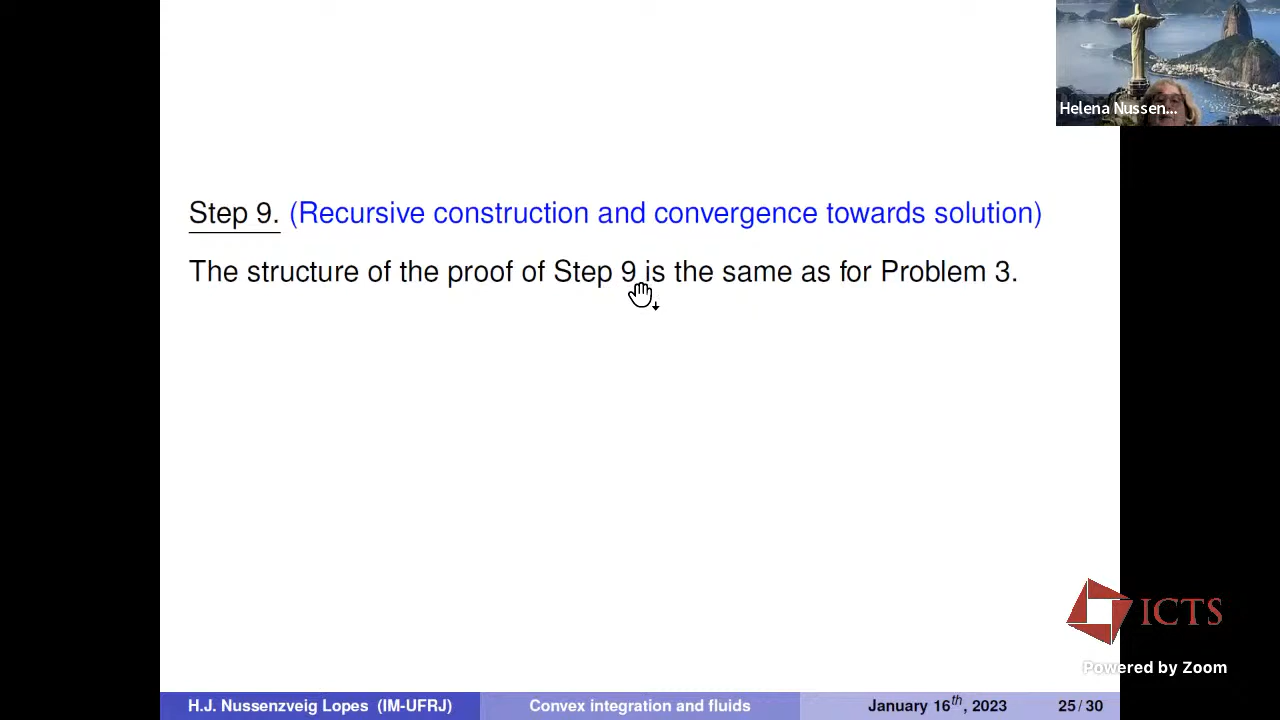 Helena Nussen...
Step 9. (Recursive construction and convergence towards solution)
The structure of the proof of Step 9 is the same as for Problem 3.
ICTS
Powered by Zoom
H.J. Nussenzveig Lopes (IM-UFRJ) Convex integration and fluids January 16th, 2023 25 / 30